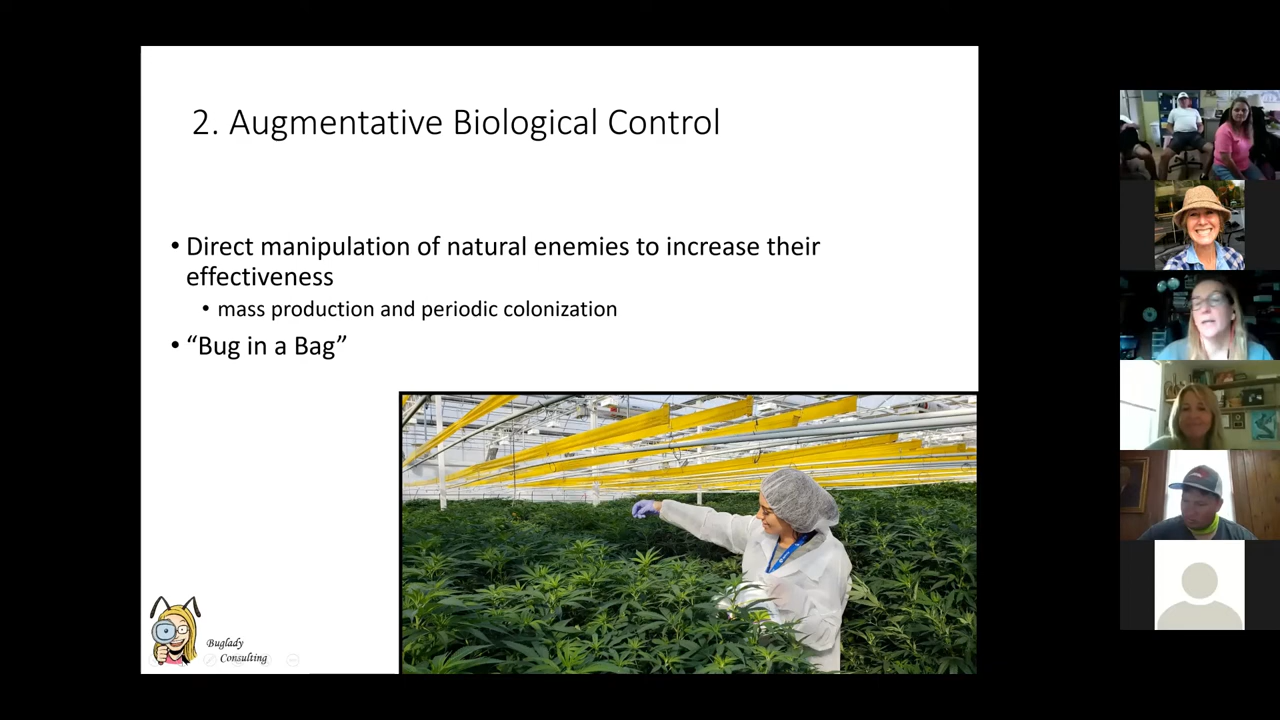 2. Augmentative Biological Control
• Direct manipulation of natural enemies to increase their
effectiveness
• mass production and periodic colonization
• “Bug in a Bag”
Buglady
Consulting